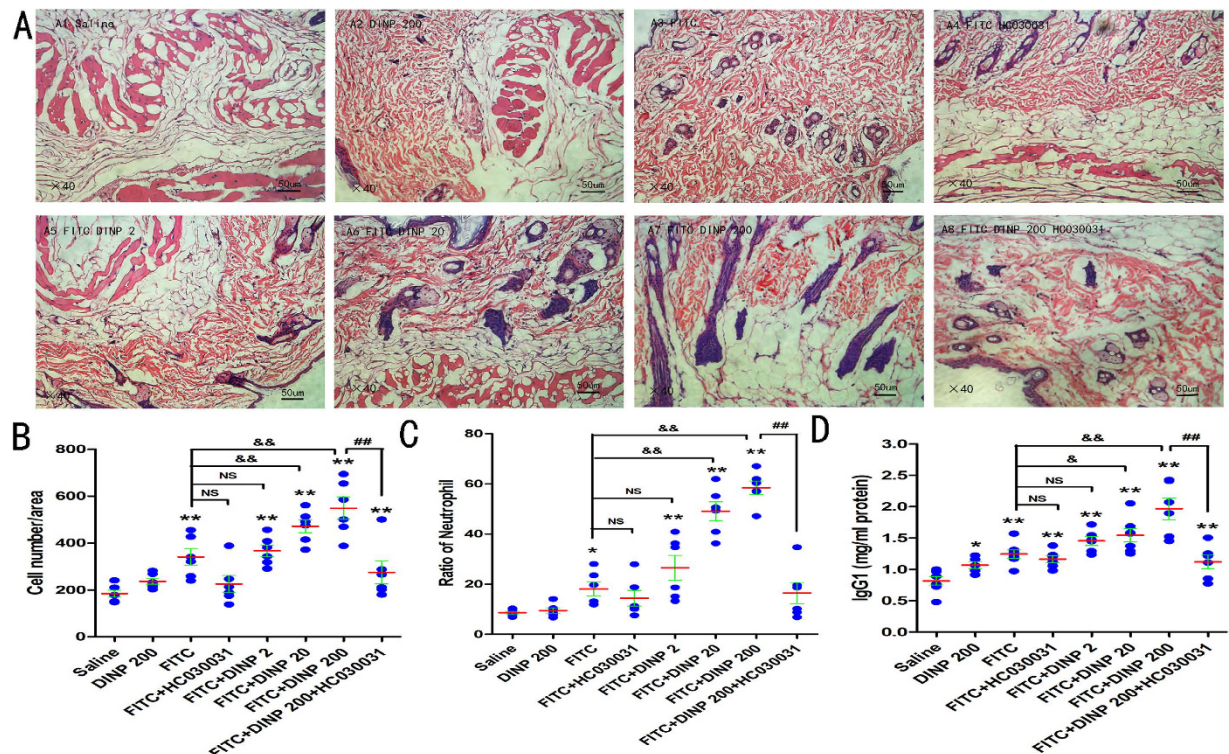 A
A1 Saline
×40
50um
A2 DINP 200
×40
50um
A3 FITC
×40
50um
A4 FITC HC030031
×40
50um
A5 FITC DINP 2
×40
50um
A6 FITC DINP 20
×40
50um
A7 FITC DINP 200
×40
50um
A8 FITC DINP 200 HC030031
×40
50um
B
Cell number/area
800
600
400
200
0
&&
##
&&
NS
NS
**
**
**
**
**
Saline
DINP 200
FITC
FITC+HC030031
FITC+DINP 2
FITC+DINP 20
FITC+DINP 200
FITC+DINP 200+HC030031
C
Ratio of Neutrophil
80
60
40
20
0
&&
##
&&
NS
NS
*
**
**
**
Saline
DINP 200
FITC
FITC+HC030031
FITC+DINP 2
FITC+DINP 20
FITC+DINP 200
FITC+DINP 200+HC030031
D
IgG1 (mg/ml protein)
3.0
2.5
2.0
1.5
1.0
0.5
0.0
&&
##
&
NS
NS
*
**
**
**
**
**
**
Saline
DINP 200
FITC
FITC+HC030031
FITC+DINP 2
FITC+DINP 20
FITC+DINP 200
FITC+DINP 200+HC030031